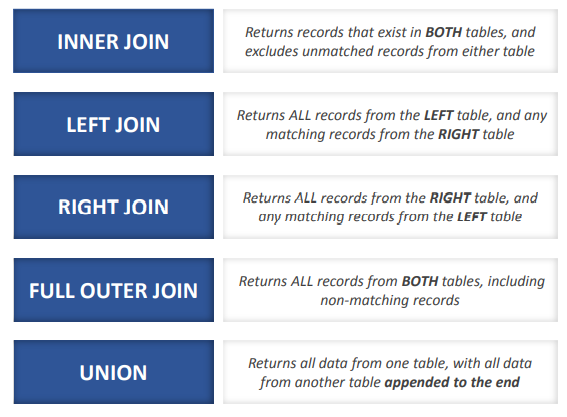 INNER JOIN
Returns records that exist in BOTH tables, and
excludes unmatched records from either table
LEFT JOIN
Returns ALL records from the LEFT table, and any
matching records from the RIGHT table
RIGHT JOIN
Returns ALL records from the RIGHT table, and
any matching records from the LEFT table
FULL OUTER JOIN
Returns ALL records from BOTH tables, including
non-matching records
UNION
Returns all data from one table, with all data
from another table appended to the end